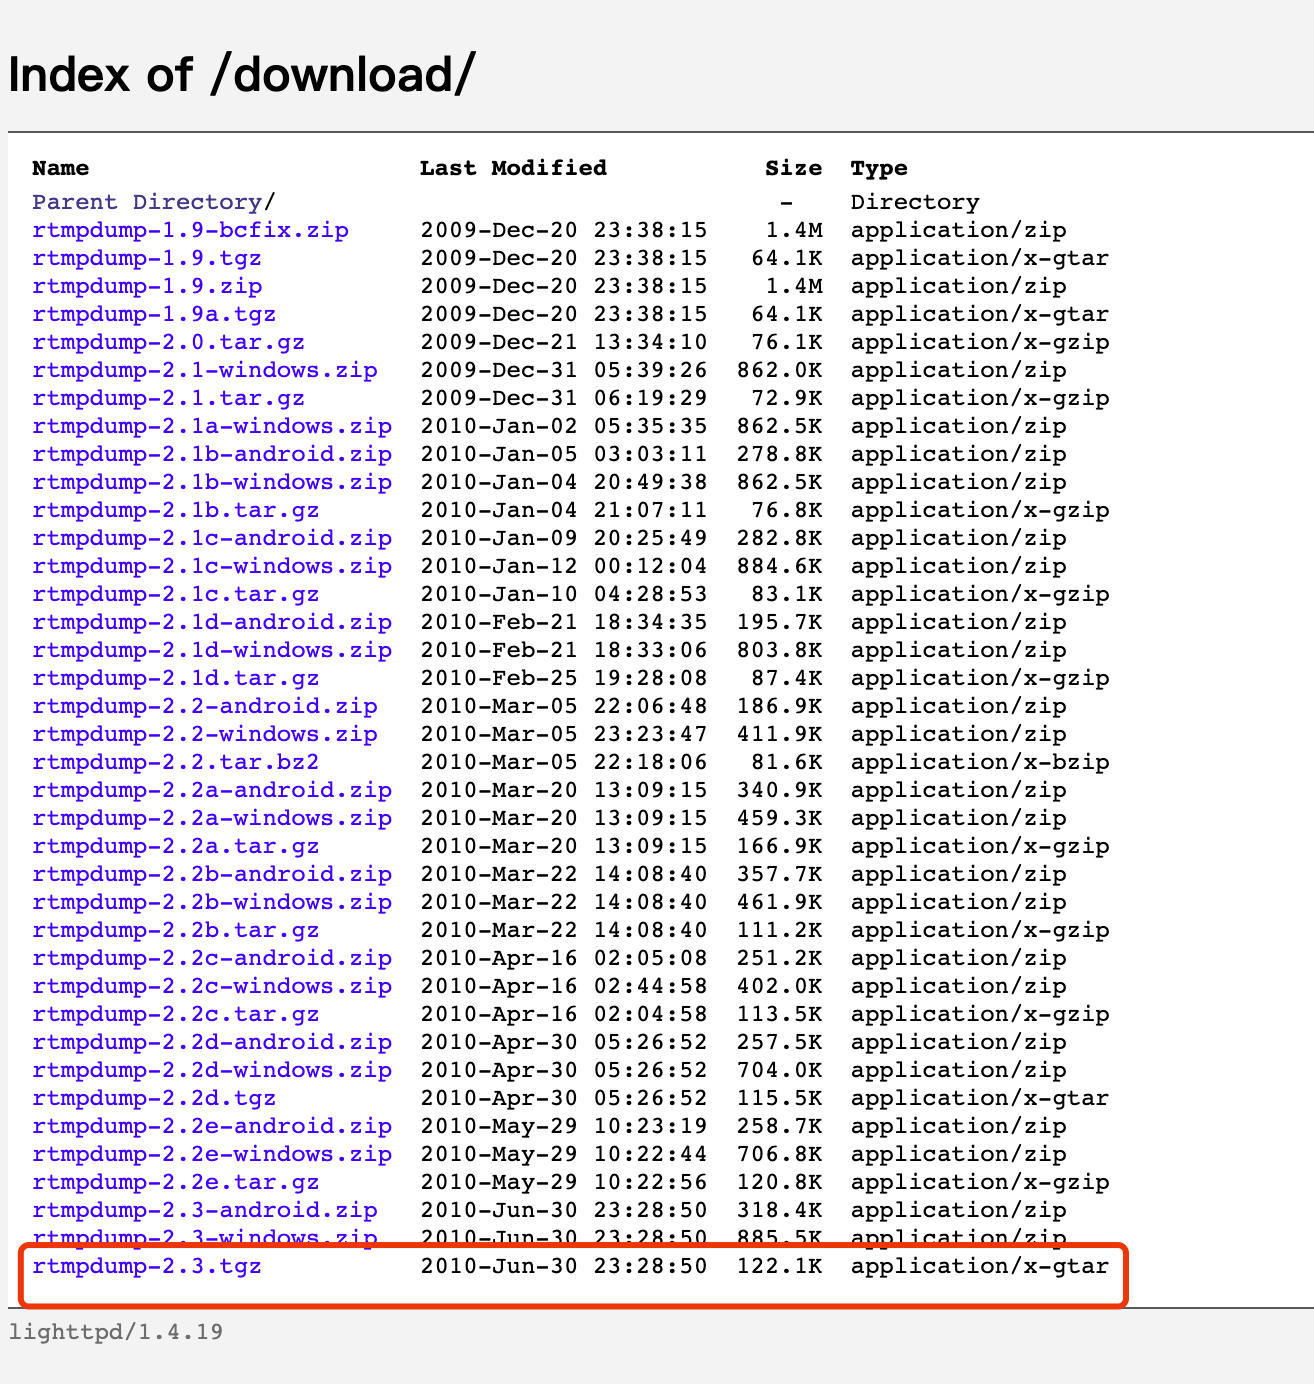 Index of /download/
Name Last Modified Size Type
Parent Directory/ - Directory
rtmpdump-1.9-bcfix.zip 2009-Dec-20 23:38:15 1.4M application/zip
rtmpdump-1.9.tgz 2009-Dec-20 23:38:15 64.1K application/x-gtar
rtmpdump-1.9.zip 2009-Dec-20 23:38:15 1.4M application/zip
rtmpdump-1.9a.tgz 2009-Dec-20 23:38:15 64.1K application/x-gtar
rtmpdump-2.0.tar.gz 2009-Dec-21 13:34:10 76.1K application/x-gzip
rtmpdump-2.1-windows.zip 2009-Dec-31 05:39:26 862.0K application/zip
rtmpdump-2.1.tar.gz 2009-Dec-31 06:19:29 72.9K application/x-gzip
rtmpdump-2.1a-windows.zip 2010-Jan-02 05:35:35 862.5K application/zip
rtmpdump-2.1b-android.zip 2010-Jan-05 03:03:11 278.8K application/zip
rtmpdump-2.1b-windows.zip 2010-Jan-04 20:49:38 862.5K application/zip
rtmpdump-2.1b.tar.gz 2010-Jan-04 21:07:11 76.8K application/x-gzip
rtmpdump-2.1c-android.zip 2010-Jan-09 20:25:49 282.8K application/zip
rtmpdump-2.1c-windows.zip 2010-Jan-12 00:12:04 884.6K application/zip
rtmpdump-2.1c.tar.gz 2010-Jan-10 04:28:53 83.1K application/x-gzip
rtmpdump-2.1d-android.zip 2010-Feb-21 18:34:35 195.7K application/zip
rtmpdump-2.1d-windows.zip 2010-Feb-21 18:33:06 803.8K application/zip
rtmpdump-2.1d.tar.gz 2010-Feb-25 19:28:08 87.4K application/x-gzip
rtmpdump-2.2-android.zip 2010-Mar-05 22:06:48 186.9K application/zip
rtmpdump-2.2-windows.zip 2010-Mar-05 23:23:47 411.9K application/zip
rtmpdump-2.2.tar.bz2 2010-Mar-05 22:18:06 81.6K application/x-bzip
rtmpdump-2.2a-android.zip 2010-Mar-20 13:09:15 340.9K application/zip
rtmpdump-2.2a-windows.zip 2010-Mar-20 13:09:15 459.3K application/zip
rtmpdump-2.2a.tar.gz 2010-Mar-20 13:09:15 166.9K application/x-gzip
rtmpdump-2.2b-android.zip 2010-Mar-22 14:08:40 357.7K application/zip
rtmpdump-2.2b-windows.zip 2010-Mar-22 14:08:40 461.9K application/zip
rtmpdump-2.2b.tar.gz 2010-Mar-22 14:08:40 111.2K application/x-gzip
rtmpdump-2.2c-android.zip 2010-Apr-16 02:05:08 251.2K application/zip
rtmpdump-2.2c-windows.zip 2010-Apr-16 02:44:58 402.0K application/zip
rtmpdump-2.2c.tar.gz 2010-Apr-16 02:04:58 113.5K application/x-gzip
rtmpdump-2.2d-android.zip 2010-Apr-30 05:26:52 257.5K application/zip
rtmpdump-2.2d-windows.zip 2010-Apr-30 05:26:52 704.0K application/zip
rtmpdump-2.2d.tgz 2010-Apr-30 05:26:52 115.5K application/x-gtar
rtmpdump-2.2e-android.zip 2010-May-29 10:23:19 258.7K application/zip
rtmpdump-2.2e-windows.zip 2010-May-29 10:22:44 706.8K application/zip
rtmpdump-2.2e.tar.gz 2010-May-29 10:22:56 120.8K application/x-gzip
rtmpdump-2.3-android.zip 2010-Jun-30 23:28:50 318.4K application/zip
rtmpdump-2.3-windows.zip 2010-Jun-30 23:28:50 885.5K application/zip
rtmpdump-2.3.tgz 2010-Jun-30 23:28:50 122.1K application/x-gtar
lighttpd/1.4.19